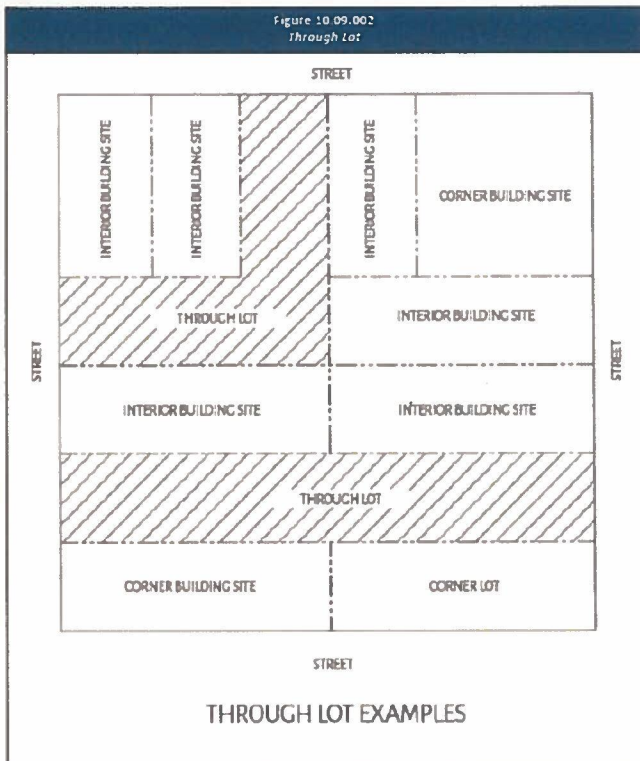 Figure 10.09.002
Through Lot
STREET
INTERIOR BUILDING SITE
INTERIOR BUILDING SITE
INTERIOR BUILDING SITE
CORNER BUILDING SITE
THROUGH LOT
INTERIOR BUILDING SITE
STREET
STREET
INTERIOR BUILDING SITE
INTERIOR BUILDING SITE
THROUGH LOT
CORNER BUILDING SITE
CORNER LOT
STREET
THROUGH LOT EXAMPLES